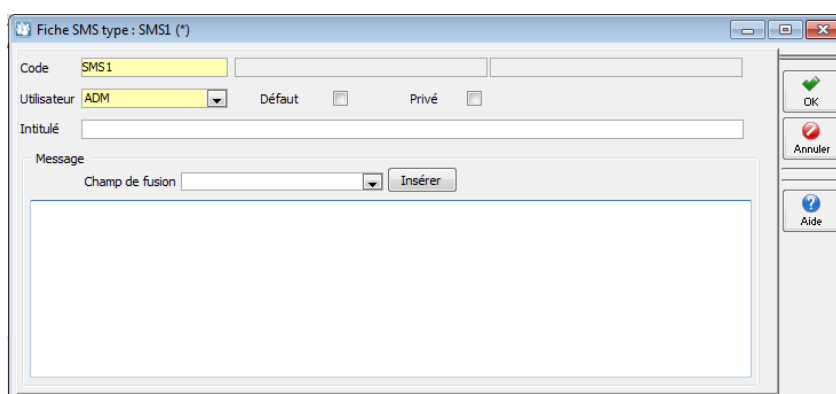 Fiche SMS type : SMS1 (*)
Code SMS1
OK
Utilisateur ADM Défaut Privé
Intitulé
Annuler
Message
Champ de fusion Insérer
Aide